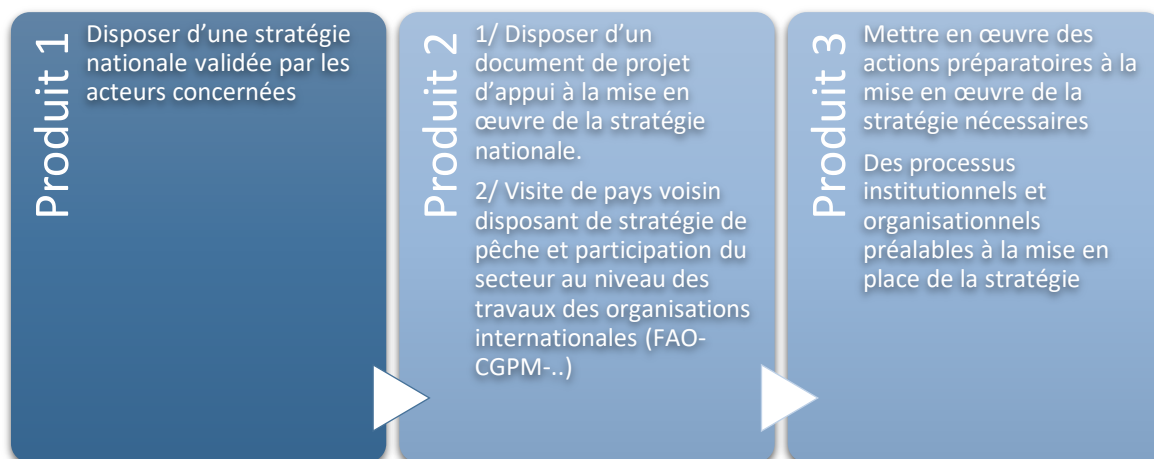 Produit 1
Disposer d'une stratégie
nationale validée par les
acteurs concernées
Produit 2
1/ Disposer d'un
document de projet
d'appui à la mise en
œuvre de la stratégie
nationale.
2/ Visite de pays voisin
disposant de stratégie de
pêche et participation du
secteur au niveau des
travaux des organisations
internationales (FAO-
CGPM-..)
Produit 3
Mettre en œuvre des
actions préparatoires à la
mise en œuvre de la
stratégie nécessaires
Des processus
institutionnels et
organisationnels
préalables à la mise en
place de la stratégie